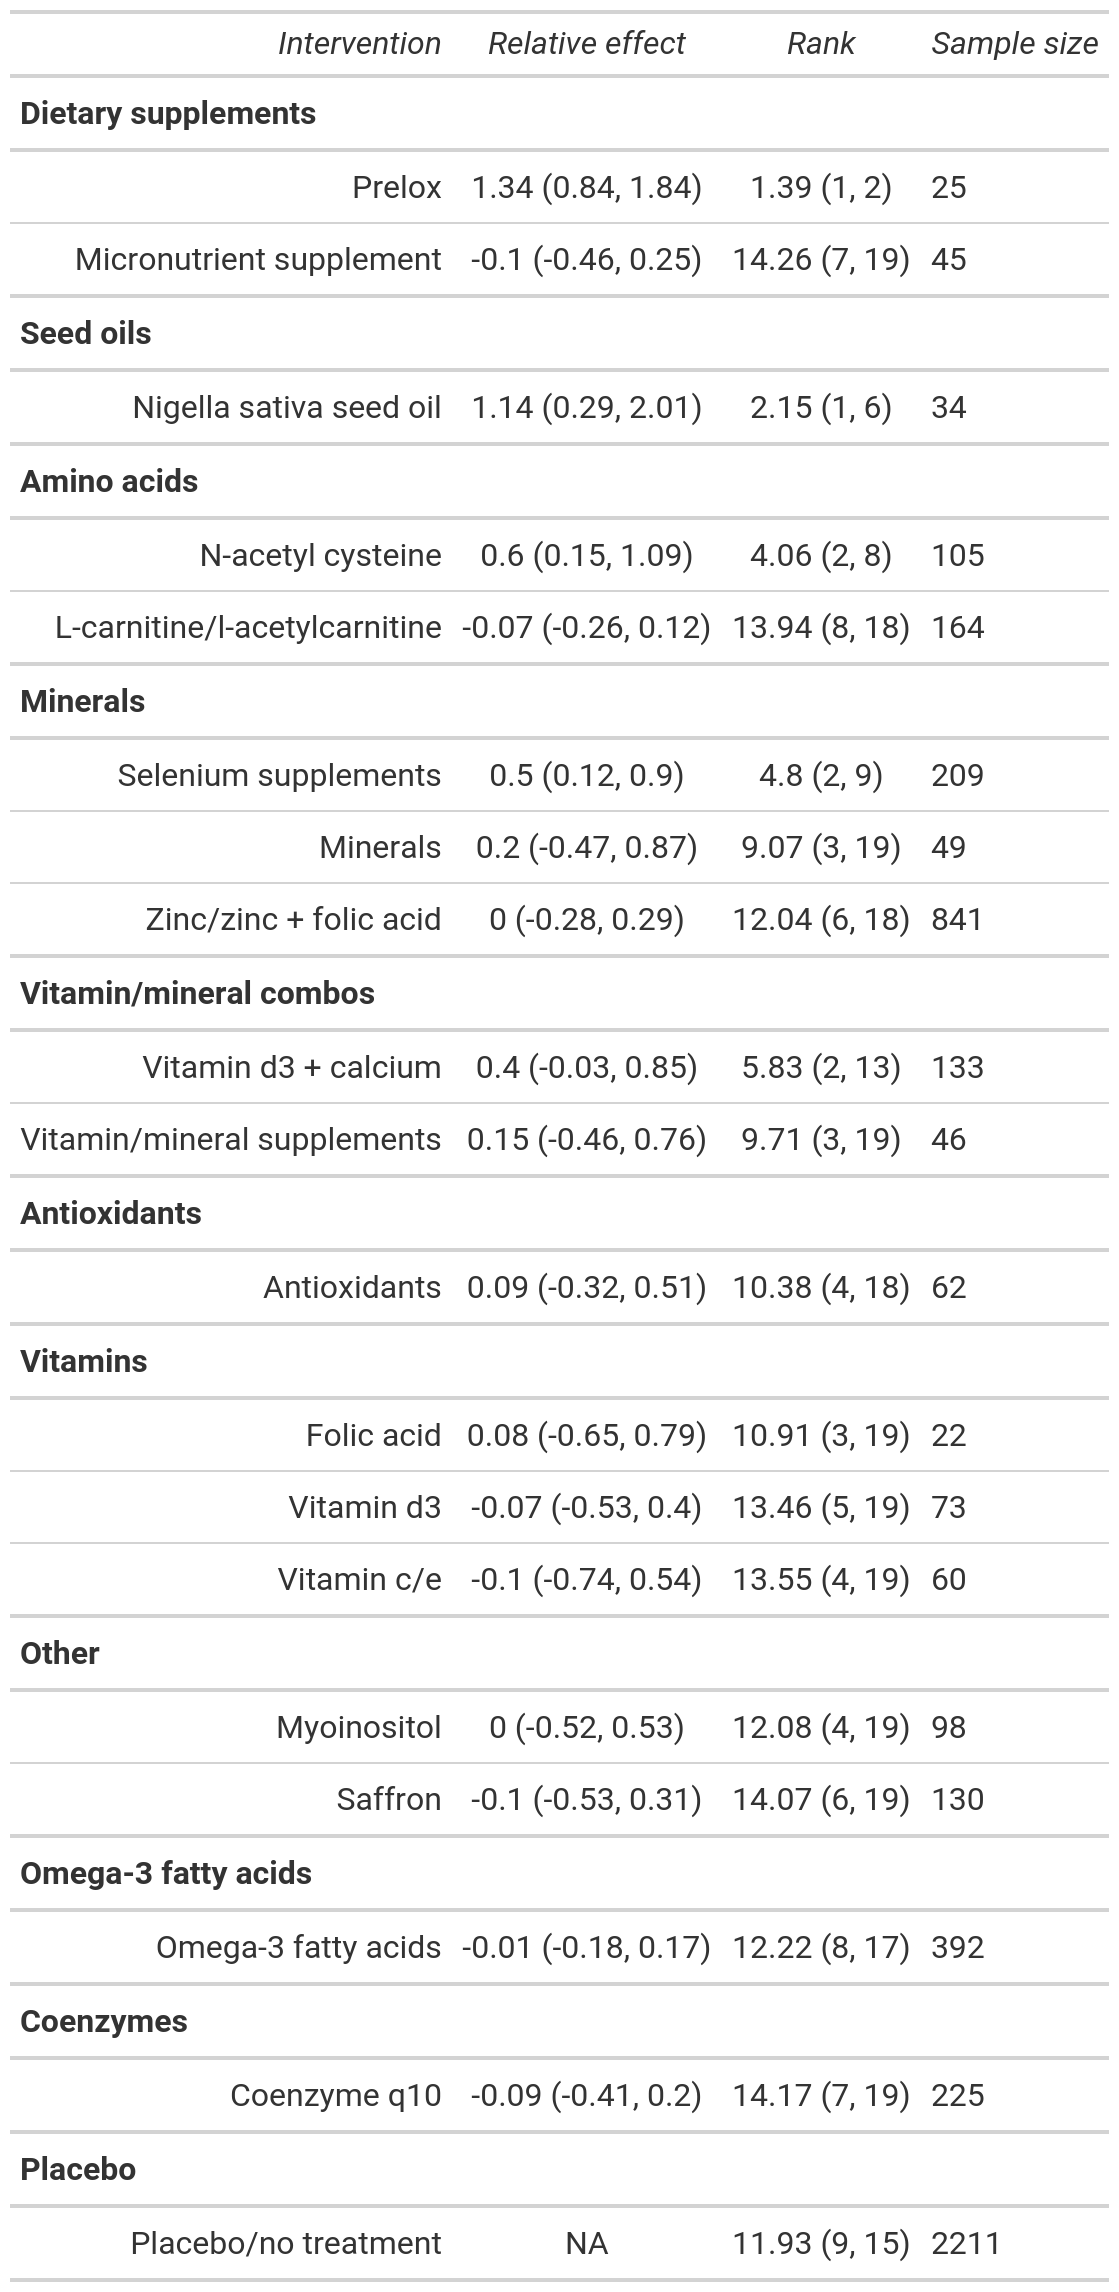 Intervention Relative effect Rank Sample size
Dietary supplements
Prelox 1.34 (0.84, 1.84) 1.39 (1, 2) 25
Micronutrient supplement -0.1 (-0.46, 0.25) 14.26 (7, 19) 45
Seed oils
Nigella sativa seed oil 1.14 (0.29, 2.01) 2.15 (1, 6) 34
Amino acids
N-acetyl cysteine 0.6 (0.15, 1.09) 4.06 (2, 8) 105
L-carnitine/l-acetylcarnitine -0.07 (-0.26, 0.12) 13.94 (8, 18) 164
Minerals
Selenium supplements 0.5 (0.12, 0.9) 4.8 (2, 9) 209
Minerals 0.2 (-0.47, 0.87) 9.07 (3, 19) 49
Zinc/zinc + folic acid 0 (-0.28, 0.29) 12.04 (6, 18) 841
Vitamin/mineral combos
Vitamin d3 + calcium 0.4 (-0.03, 0.85) 5.83 (2, 13) 133
Vitamin/mineral supplements 0.15 (-0.46, 0.76) 9.71 (3, 19) 46
Antioxidants
Antioxidants 0.09 (-0.32, 0.51) 10.38 (4, 18) 62
Vitamins
Folic acid 0.08 (-0.65, 0.79) 10.91 (3, 19) 22
Vitamin d3 -0.07 (-0.53, 0.4) 13.46 (5, 19) 73
Vitamin c/e -0.1 (-0.74, 0.54) 13.55 (4, 19) 60
Other
Myoinositol 0 (-0.52, 0.53) 12.08 (4, 19) 98
Saffron -0.1 (-0.53, 0.31) 14.07 (6, 19) 130
Omega-3 fatty acids
Omega-3 fatty acids -0.01 (-0.18, 0.17) 12.22 (8, 17) 392
Coenzymes
Coenzyme q10 -0.09 (-0.41, 0.2) 14.17 (7, 19) 225
Placebo
Placebo/no treatment NA 11.93 (9, 15) 2211